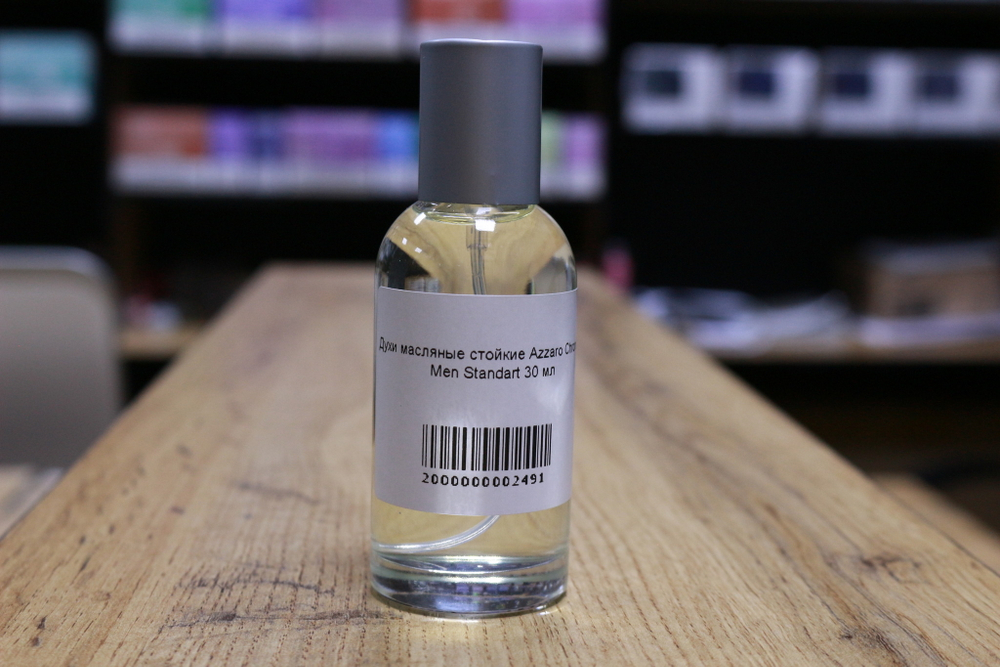 Духи масляные стойкие Azzaro
Men Standart 30 мл
2000000002491